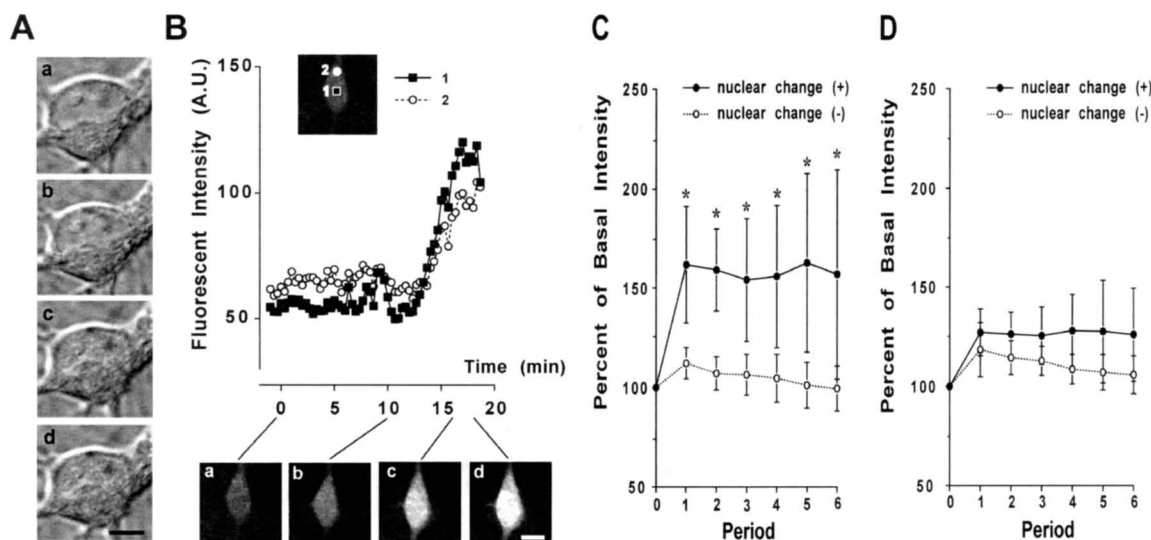 A
a
b
c
d
B
Fluorescent Intensity (A.U.)
150
100
50
2
1
1
2
Time (min)
0 5 10 15 20
a b c d
C
nuclear change (+)
nuclear change (-)
Percent of Basal Intensity
250
200
150
100
50
* * * * * *
0 1 2 3 4 5 6
Period
D
nuclear change (+)
nuclear change (-)
Percent of Basal Intensity
250
200
150
100
50
0 1 2 3 4 5 6
Period